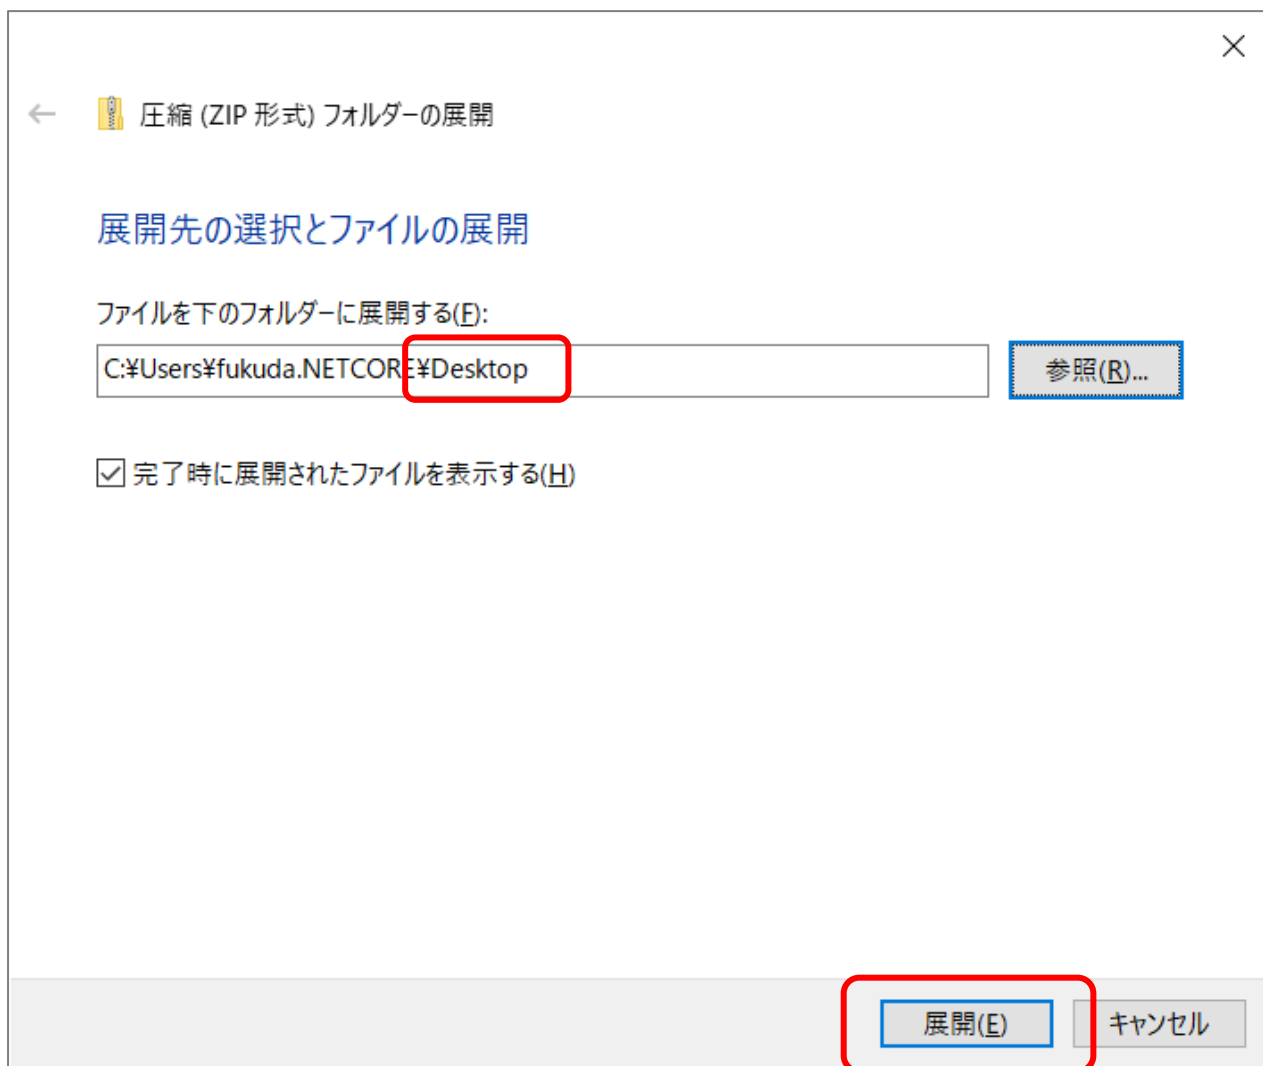 圧縮 (ZIP 形式) フォルダーの展開
展開先の選択とファイルの展開
ファイルを下のフォルダーに展開する(F):
C:¥Users¥fukuda.NETCORE¥Desktop
参照(R)...
完了時に展開されたファイルを表示する(H)
展開(E)
キャンセル